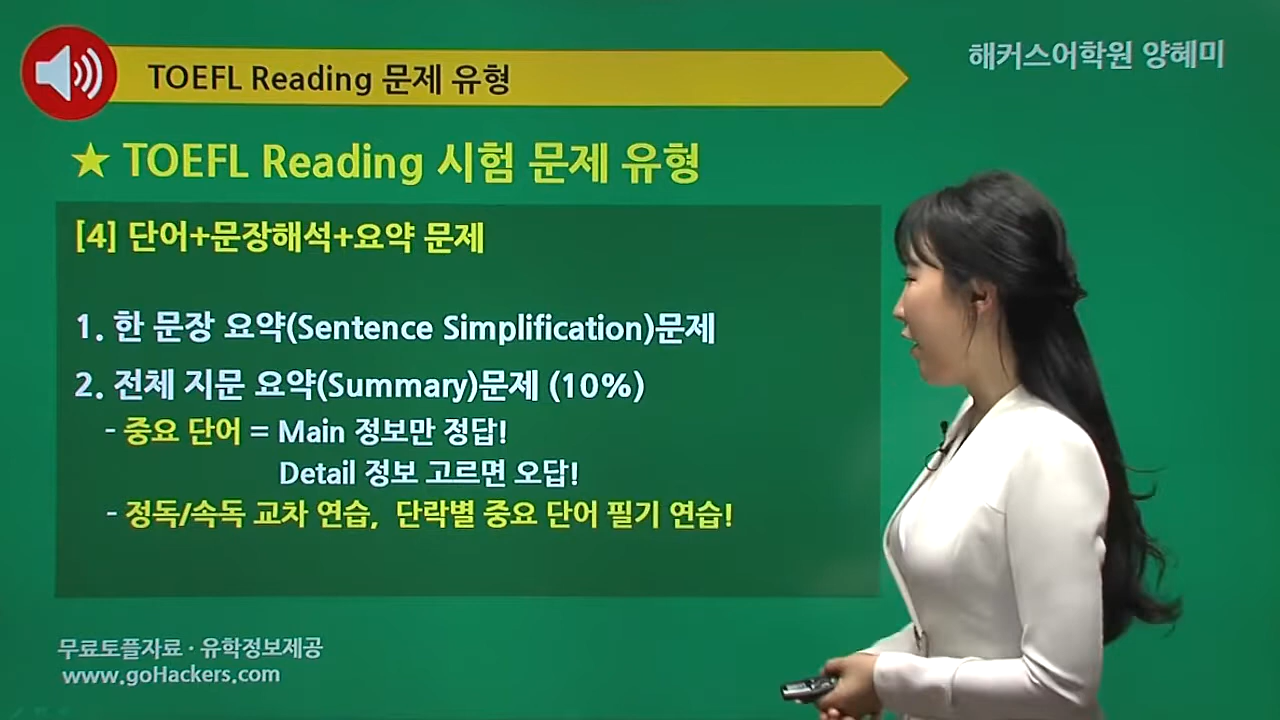 TOEFL Reading 문제 유형
해커스어학원 양혜미
★ TOEFL Reading 시험 문제 유형
[4] 단어+문장해석+요약 문제
1. 한 문장 요약(Sentence Simplification)문제
2. 전체 지문 요약(Summary)문제 (10%)
- 중요 단어 = Main 정보만 정답!
Detail 정보 고르면 오답!
- 정독/속독 교차 연습, 단락별 중요 단어 필기 연습!
무료토플자료 · 유학정보제공
www.goHackers.com